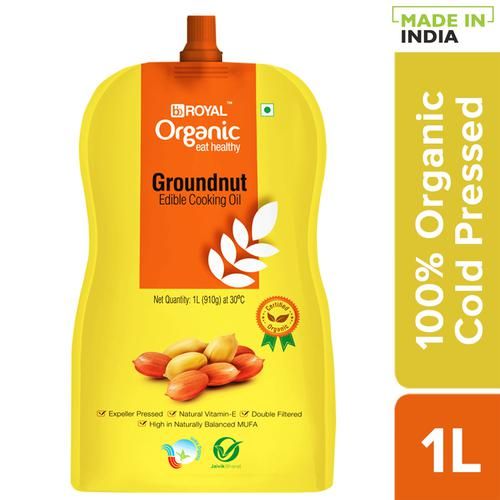 bb ROYAL™
Organic
eat healthy
Groundnut
Edible Cooking Oil
Net Quantity: 1L (910g) at 30⁰C
Certified
Organic
Expeller Pressed
Natural Vitamin-E
Double Filtered
High in Naturally Balanced MUFA
Jaivik Bharat
MADE IN
INDIA
100% Organic
Cold Pressed
1L